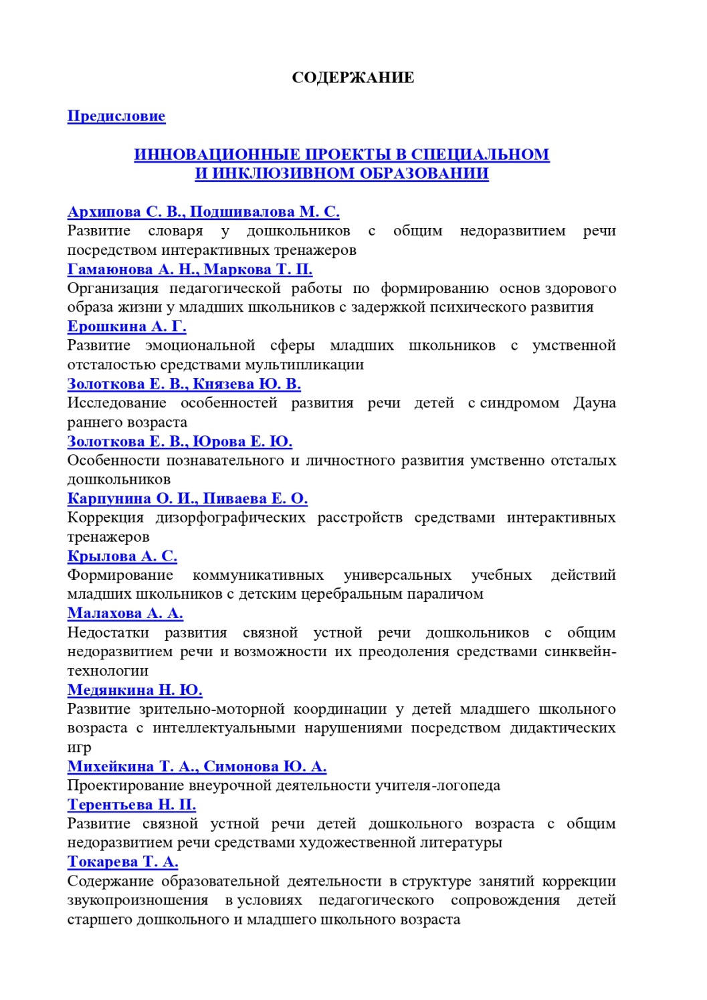 СОДЕРЖАНИЕ
Предисловие
ИННОВАЦИОННЫЕ ПРОЕКТЫ В СПЕЦИАЛЬНОМ
И ИНКЛЮЗИВНОМ ОБРАЗОВАНИИ
Архипова С. В., Подшивалова М. С.
Развитие словаря у дошкольников с общим недоразвитием речи
посредством интерактивных тренажеров
Гамаюнова А. Н., Маркова Т. П.
Организация педагогической работы по формированию основ здорового
образа жизни у младших школьников с задержкой психического развития
Ерошкина А. Г.
Развитие эмоциональной сферы младших школьников с умственной
отсталостью средствами мультипликации
Золоткова Е. В., Князева Ю. В.
Исследование особенностей развития речи детей с синдромом Дауна
раннего возраста
Золоткова Е. В., Юрова Е. Ю.
Особенности познавательного и личностного развития умственно отсталых
дошкольников
Карпунина О. И., Пиваева Е. О.
Коррекция дизорфографических расстройств средствами интерактивных
тренажеров
Крылова А. С.
Формирование коммуникативных универсальных учебных действий
младших школьников с детским церебральным параличом
Малахова А. А.
Недостатки развития связной устной речи дошкольников с общим
недоразвитием речи и возможности их преодоления средствами синквейн-
технологии
Медянкина Н. Ю.
Развитие зрительно-моторной координации у детей младшего школьного
возраста с интеллектуальными нарушениями посредством дидактических
игр
Михейкина Т. А., Симонова Ю. А.
Проектирование внеурочной деятельности учителя-логопеда
Терентьева Н. П.
Развитие связной устной речи детей дошкольного возраста с общим
недоразвитием речи средствами художественной литературы
Токарева Т. А.
Содержание образовательной деятельности в структуре занятий коррекции
звукопроизношения в условиях педагогического сопровождения детей
старшего дошкольного и младшего школьного возраста